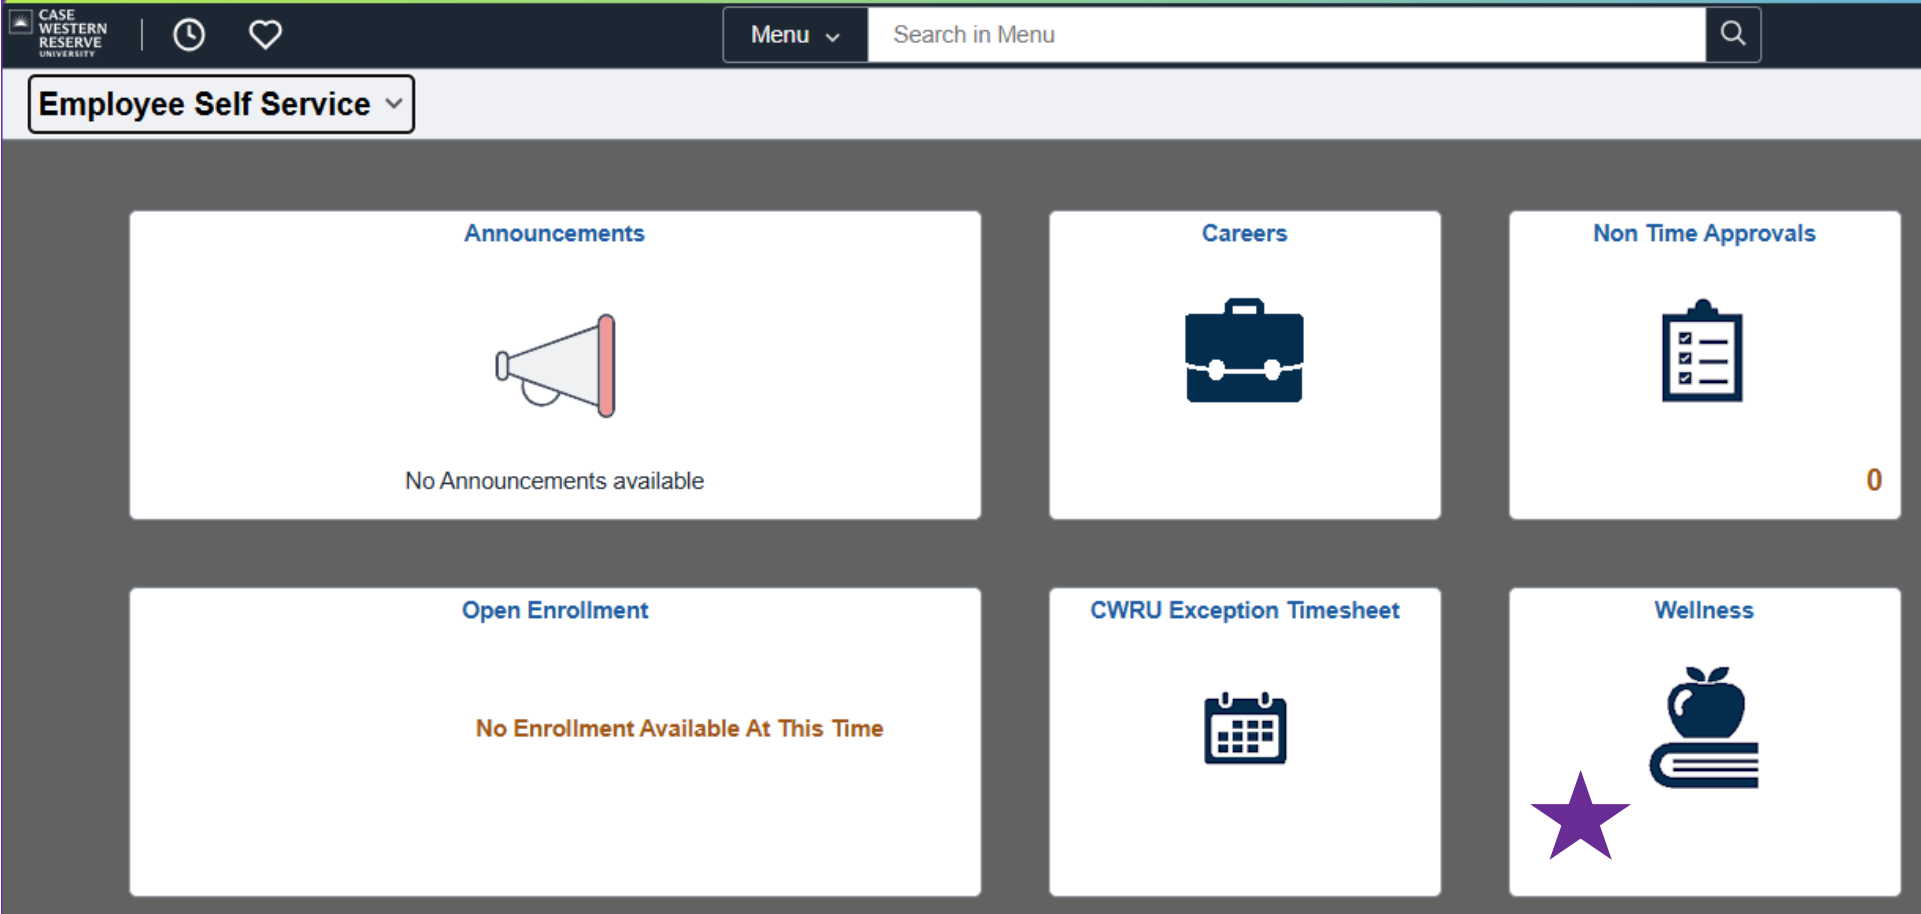 CASE
WESTERN
RESERVE
UNIVERSITY
Menu
Search in Menu
Employee Self Service
Announcements
Careers
Non Time Approvals
No Announcements available
0
Open Enrollment
CWRU Exception Timesheet
Wellness
No Enrollment Available At This Time